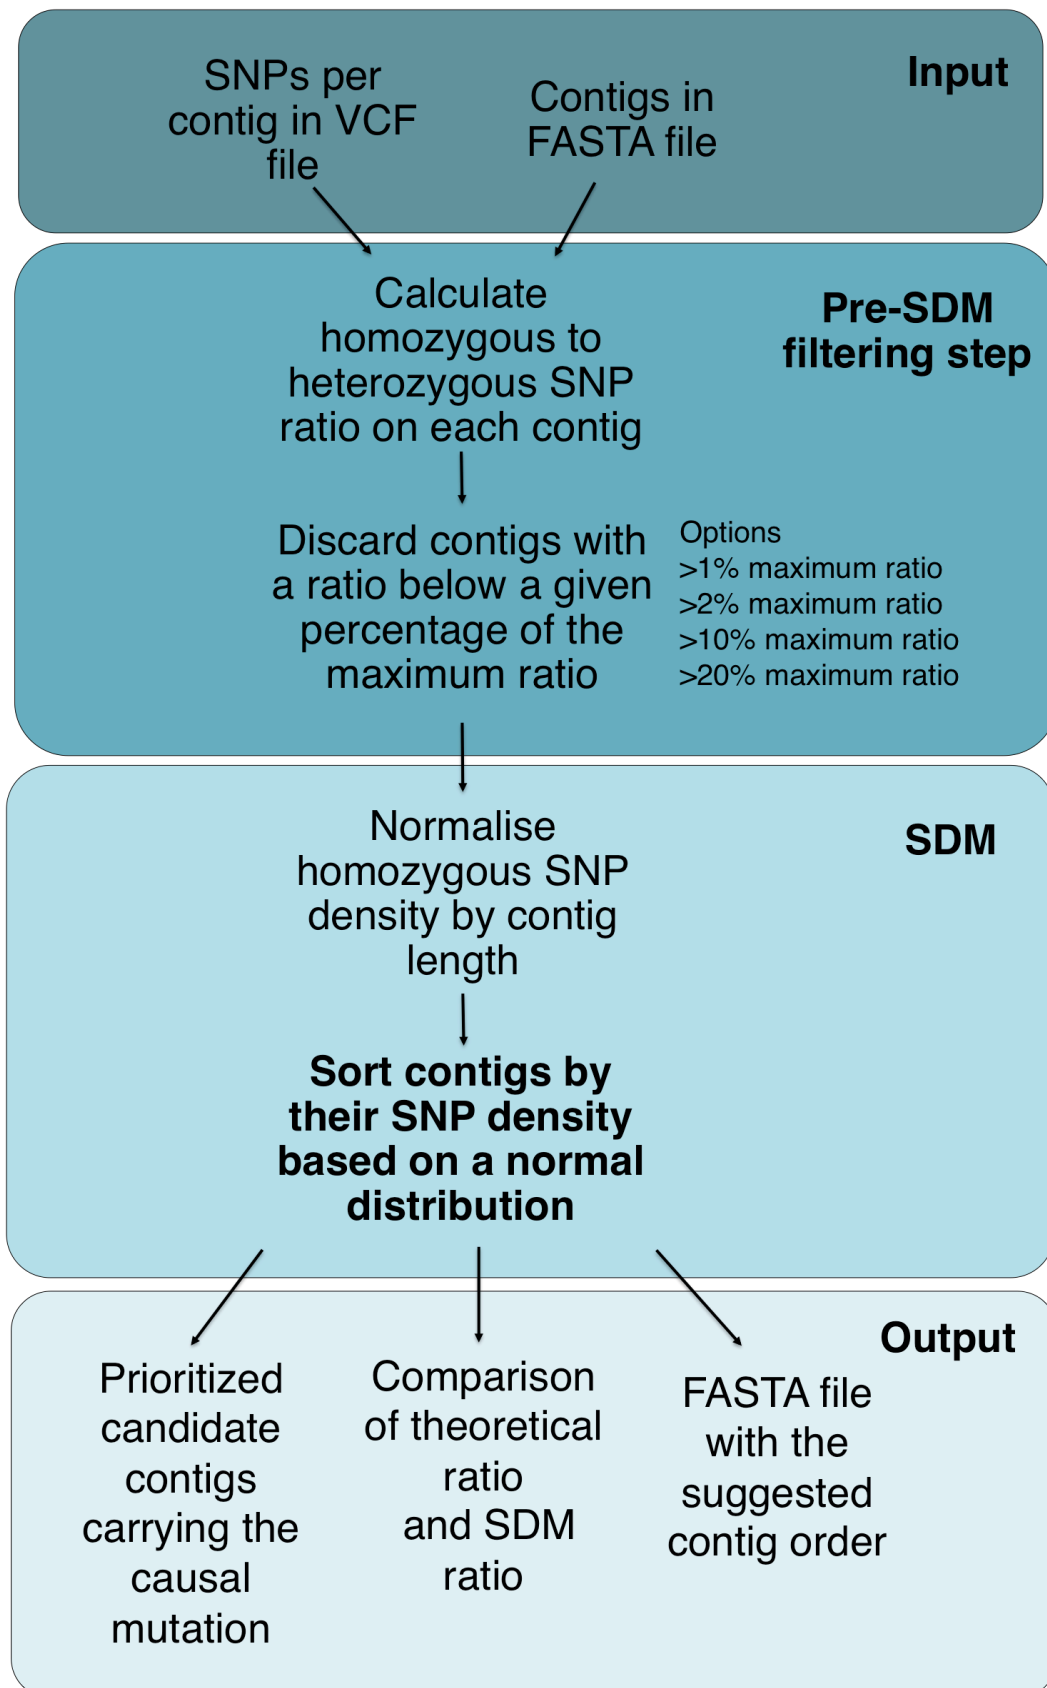 Input
SNPs per
contig in VCF
file
Contigs in
FASTA file
Pre-SDM
filtering step
Calculate
homozygous to
heterozygous SNP
ratio on each contig
Discard contigs with
a ratio below a given
percentage of the
maximum ratio
Options
>1% maximum ratio
>2% maximum ratio
>10% maximum ratio
>20% maximum ratio
SDM
Normalise
homozygous SNP
density by contig
length
Sort contigs by
their SNP density
based on a normal
distribution
Output
Prioritized
candidate
contigs
carrying the
causal
mutation
Comparison
of theoretical
ratio
and SDM
ratio
FASTA file
with the
suggested
contig order